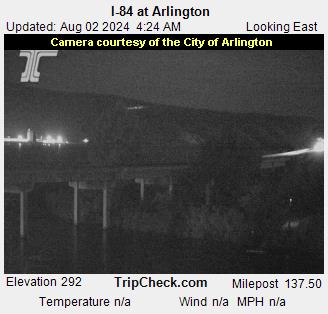 I-84 at Arlington
Updated: Aug 02 2024 4:24 AM Looking East
Camera courtesy of the City of Arlington
Elevation 292 TripCheck.com Milepost 137.50
Temperature n/a Wind n/a MPH n/a